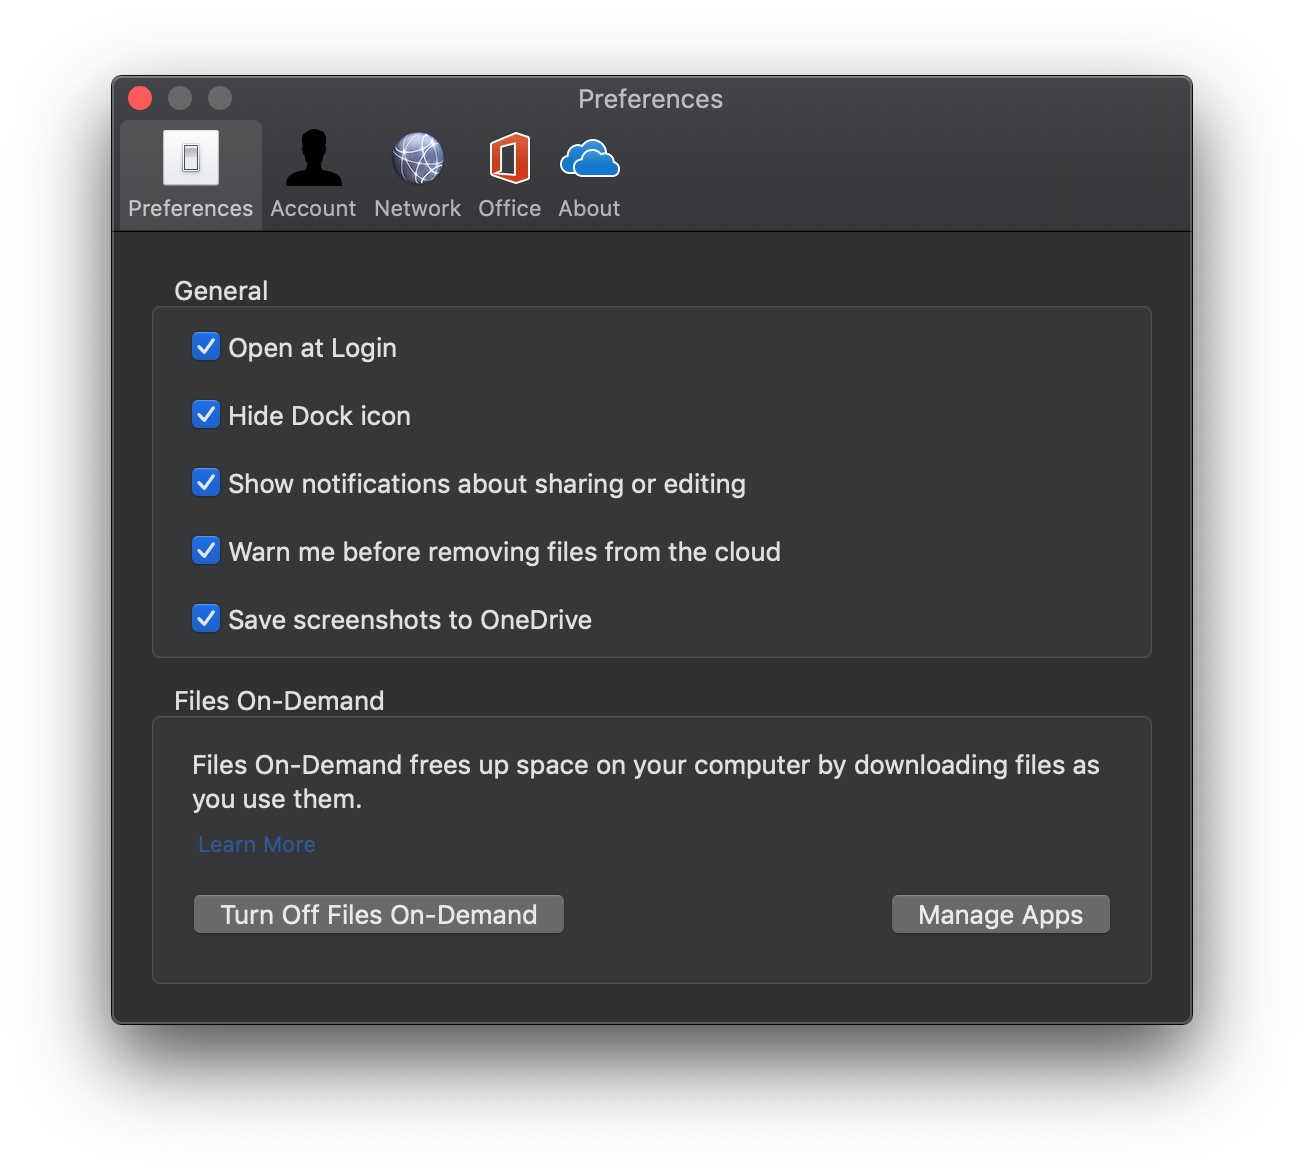 Preferences
Preferences Account Network Office About
General
Open at Login
Hide Dock icon
Show notifications about sharing or editing
Warn me before removing files from the cloud
Save screenshots to OneDrive
Files On-Demand
Files On-Demand frees up space on your computer by downloading files as
you use them.
Learn More
Turn Off Files On-Demand Manage Apps